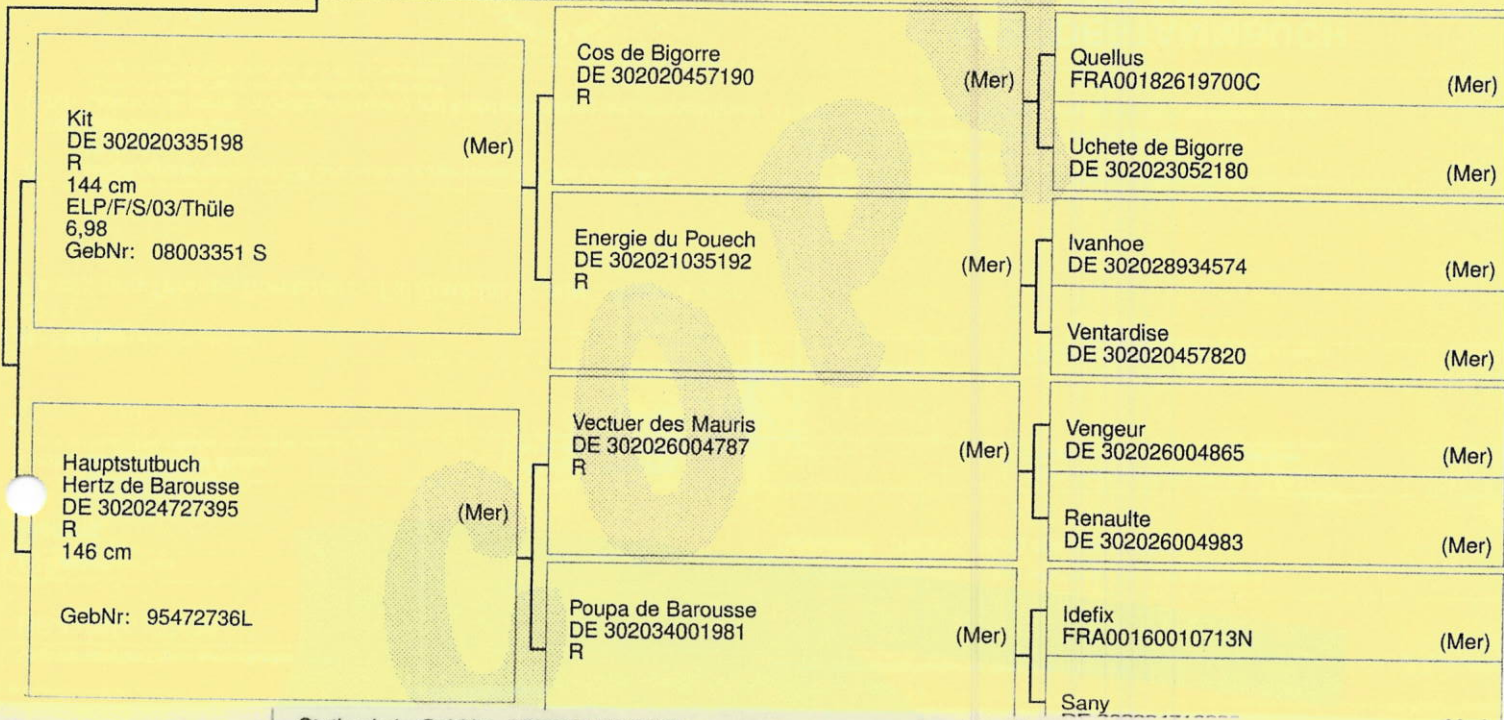 Kit
DE 302020335198 (Mer)
R
144 cm
ELP/F/S/03/Thüle
6,98
GebNr: 08003351 S
Hauptstutbuch
Hertz de Barousse
DE 302024727395 (Mer)
R
146 cm
GebNr: 95472736L
Cos de Bigorre
DE 302020457190 (Mer)
R
Energie du Pouech
DE 302021035192 (Mer)
R
Vectuer des Mauris
DE 302026004787 (Mer)
R
Poupa de Barousse
DE 302034001981 (Mer)
R
Quellus
FRA00182619700C (Mer)
Uchete de Bigorre
DE 302023052180 (Mer)
Ivanhoe
DE 302028934574 (Mer)
Ventardise
DE 302020457820 (Mer)
Vengeur
DE 302026004865 (Mer)
Renaulte
DE 302026004983 (Mer)
Idefix
FRA00160010713N (Mer)
Sany